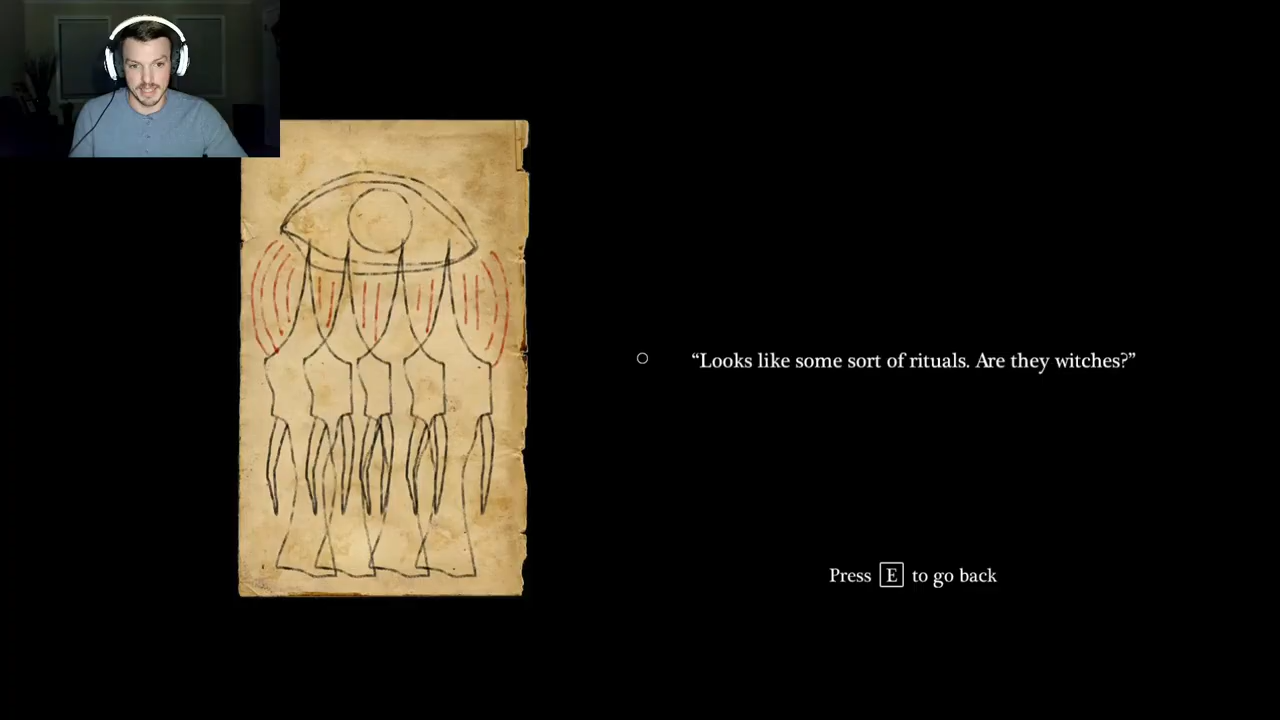 “Looks like some sort of rituals. Are they witches?”
Press E to go back